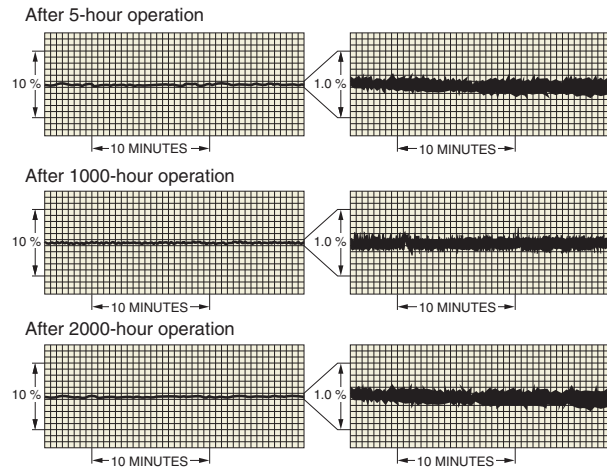 After 5-hour operation
10 %
1.0 %
10 MINUTES
10 MINUTES
After 1000-hour operation
10 %
1.0 %
10 MINUTES
10 MINUTES
After 2000-hour operation
10 %
1.0 %
10 MINUTES
10 MINUTES